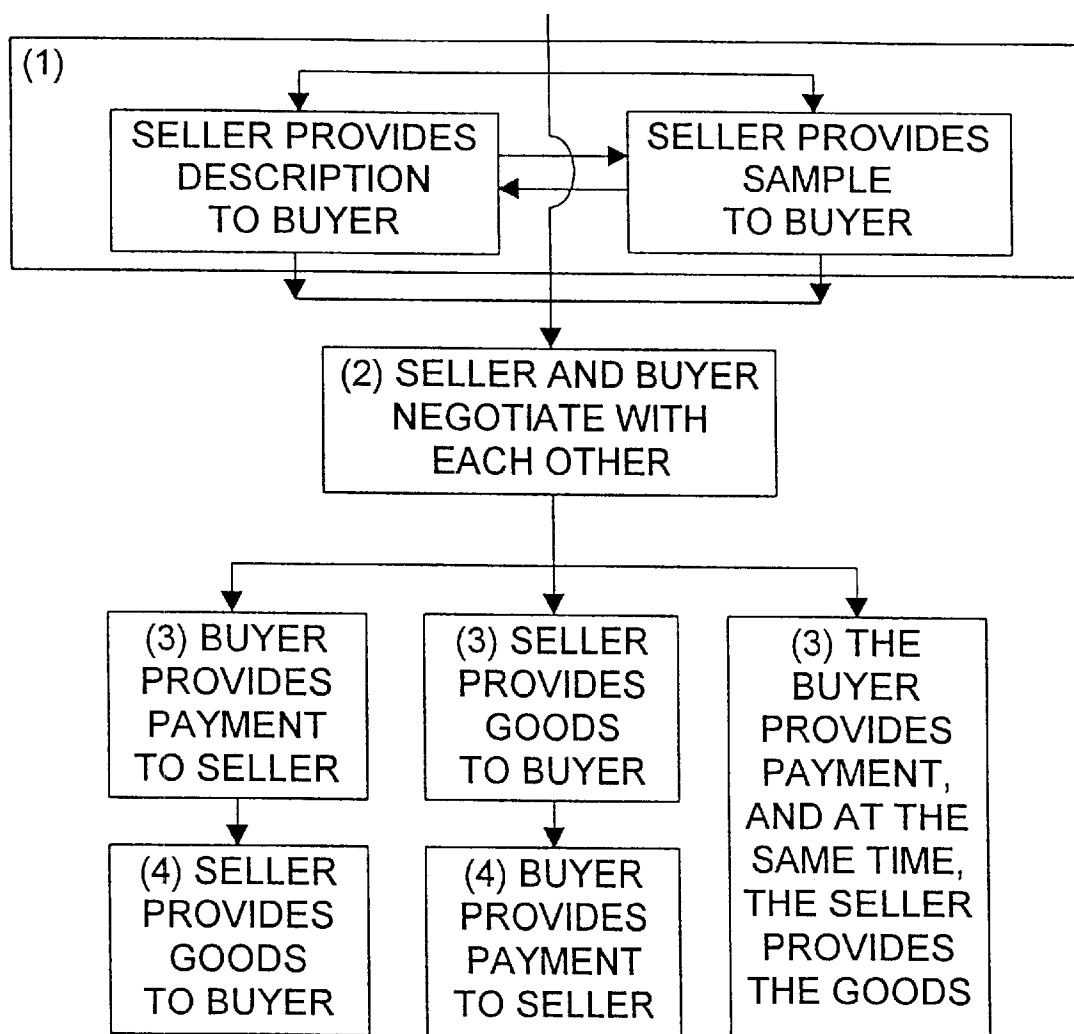 (1)
SELLER PROVIDES
DESCRIPTION
TO BUYER
SELLER PROVIDES
SAMPLE
TO BUYER
(2) SELLER AND BUYER
NEGOTIATE WITH
EACH OTHER
(3) BUYER
PROVIDES
PAYMENT
TO SELLER
(3) SELLER
PROVIDES
GOODS
TO BUYER
(3) THE
BUYER
PROVIDES
PAYMENT,
AND AT THE
SAME TIME,
THE SELLER
PROVIDES
THE GOODS
(4) SELLER
PROVIDES
GOODS
TO BUYER
(4) BUYER
PROVIDES
PAYMENT
TO SELLER